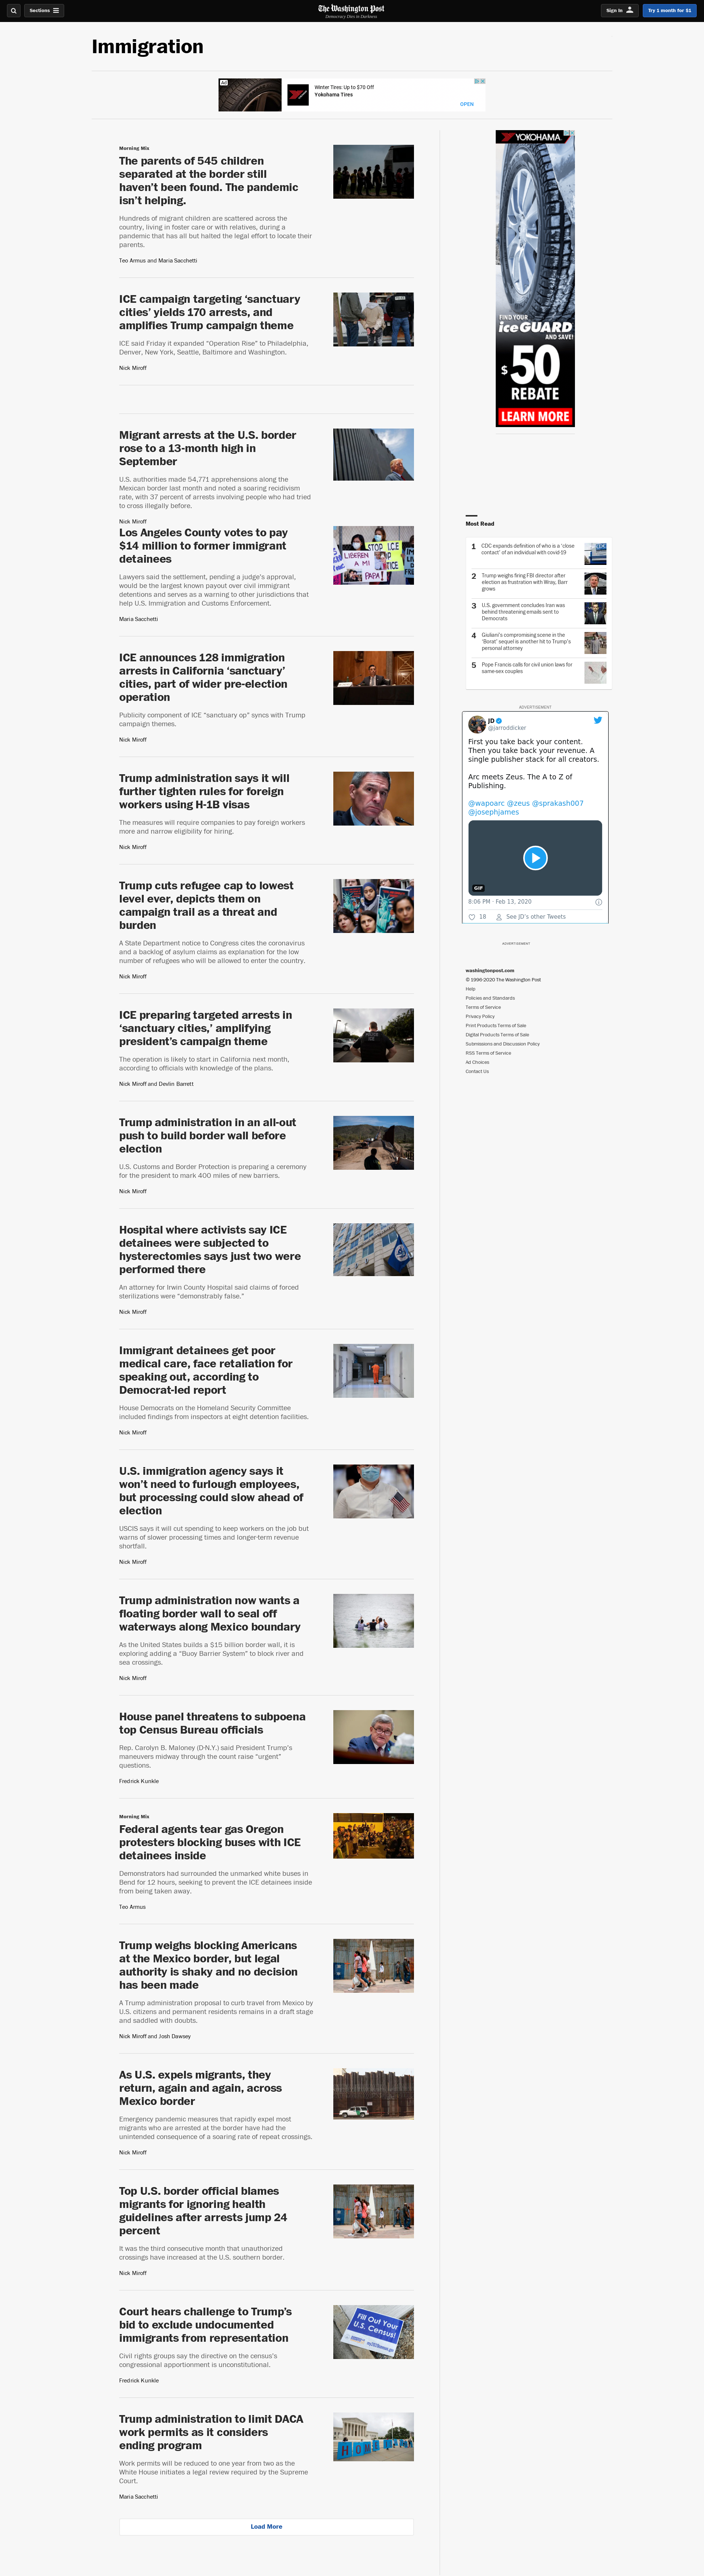 Sections
The Washington Post
Democracy Dies in Darkness
Sign In
Try 1 month for $1
Immigration
Ad
Winter Tires: Up to $70 Off
Yokohama Tires
OPEN
Morning Mix
The parents of 545 children
separated at the border still
haven’t been found. The pandemic
isn’t helping.
Hundreds of migrant children are scattered across the
country, living in foster care or with relatives, during a
pandemic that has all but halted the legal effort to locate their
parents.
Teo Armus and Maria Sacchetti
ICE campaign targeting ‘sanctuary
cities’ yields 170 arrests, and
amplifies Trump campaign theme
ICE said Friday it expanded “Operation Rise” to Philadelphia,
Denver, New York, Seattle, Baltimore and Washington.
Nick Miroff
Migrant arrests at the U.S. border
rose to a 13-month high in
September
U.S. authorities made 54,771 apprehensions along the
Mexican border last month and noted a soaring recidivism
rate, with 37 percent of arrests involving people who had tried
to cross illegally before.
Nick Miroff
Los Angeles County votes to pay
$14 million to former immigrant
detainees
Lawyers said the settlement, pending a judge’s approval,
would be the largest known payout over civil immigrant
detentions and serves as a warning to other jurisdictions that
help U.S. Immigration and Customs Enforcement.
Maria Sacchetti
ICE announces 128 immigration
arrests in California ‘sanctuary’
cities, part of wider pre-election
operation
Publicity component of ICE “sanctuary op” syncs with Trump
campaign themes.
Nick Miroff
Trump administration says it will
further tighten rules for foreign
workers using H-1B visas
The measures will require companies to pay foreign workers
more and narrow eligibility for hiring.
Nick Miroff
Trump cuts refugee cap to lowest
level ever, depicts them on
campaign trail as a threat and
burden
A State Department notice to Congress cites the coronavirus
and a backlog of asylum claims as explanation for the low
number of refugees who will be allowed to enter the country.
Nick Miroff
ICE preparing targeted arrests in
‘sanctuary cities,’ amplifying
president’s campaign theme
The operation is likely to start in California next month,
according to officials with knowledge of the plans.
Nick Miroff and Devlin Barrett
Trump administration in an all-out
push to build border wall before
election
U.S. Customs and Border Protection is preparing a ceremony
for the president to mark 400 miles of new barriers.
Nick Miroff
Hospital where activists say ICE
detainees were subjected to
hysterectomies says just two were
performed there
An attorney for Irwin County Hospital said claims of forced
sterilizations were “demonstrably false.”
Nick Miroff
Immigrant detainees get poor
medical care, face retaliation for
speaking out, according to
Democrat-led report
House Democrats on the Homeland Security Committee
included findings from inspectors at eight detention facilities.
Nick Miroff
U.S. immigration agency says it
won’t need to furlough employees,
but processing could slow ahead of
election
USCIS says it will cut spending to keep workers on the job but
warns of slower processing times and longer-term revenue
shortfall.
Nick Miroff
Trump administration now wants a
floating border wall to seal off
waterways along Mexico boundary
As the United States builds a $15 billion border wall, it is
exploring adding a “Buoy Barrier System” to block river and
sea crossings.
Nick Miroff
House panel threatens to subpoena
top Census Bureau officials
Rep. Carolyn B. Maloney (D-N.Y.) said President Trump’s
maneuvers midway through the count raise “urgent”
questions.
Fredrick Kunkle
Morning Mix
Federal agents tear gas Oregon
protesters blocking buses with ICE
detainees inside
Demonstrators had surrounded the unmarked white buses in
Bend for 12 hours, seeking to prevent the ICE detainees inside
from being taken away.
Teo Armus
Trump weighs blocking Americans
at the Mexico border, but legal
authority is shaky and no decision
has been made
A Trump administration proposal to curb travel from Mexico by
U.S. citizens and permanent residents remains in a draft stage
and saddled with doubts.
Nick Miroff and Josh Dawsey
As U.S. expels migrants, they
return, again and again, across
Mexico border
Emergency pandemic measures that rapidly expel most
migrants who are arrested at the border have had the
unintended consequence of a soaring rate of repeat crossings.
Nick Miroff
Top U.S. border official blames
migrants for ignoring health
guidelines after arrests jump 24
percent
It was the third consecutive month that unauthorized
crossings have increased at the U.S. southern border.
Nick Miroff
Court hears challenge to Trump’s
bid to exclude undocumented
immigrants from representation
Civil rights groups say the directive on the census’s
congressional apportionment is unconstitutional.
Fredrick Kunkle
Fill Out Your
U.S. Census!
Trump administration to limit DACA
work permits as it considers
ending program
Work permits will be reduced to one year from two as the
White House initiates a legal review required by the Supreme
Court.
Maria Sacchetti
Load More
YOKOHAMA
FIND YOUR
iceGUARD
AND SAVE!
$50
REBATE
LEARN MORE
Most Read
1 CDC expands definition of who is a ‘close
contact’ of an individual with covid-19
2 Trump weighs firing FBI director after
election as frustration with Wray, Barr
grows
3 U.S. government concludes Iran was
behind threatening emails sent to
Democrats
4 Giuliani’s compromising scene in the
‘Borat’ sequel is another hit to Trump’s
personal attorney
5 Pope Francis calls for civil union laws for
same-sex couples
ADVERTISEMENT
JD
@jarroddicker
First you take back your content.
Then you take back your revenue. A
single publisher stack for all creators.
Arc meets Zeus. The A to Z of
Publishing.
@wapoarc @zeus @sprakash007
@josephjames
GIF
8:06 PM · Feb 13, 2020
18 See JD’s other Tweets
ADVERTISEMENT
washingtonpost.com
© 1996-2020 The Washington Post
Help
Policies and Standards
Terms of Service
Privacy Policy
Print Products Terms of Sale
Digital Products Terms of Sale
Submissions and Discussion Policy
RSS Terms of Service
Ad Choices
Contact Us